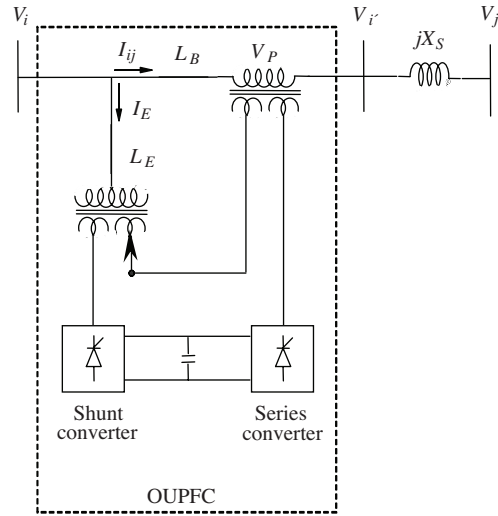 V_i
V_i′
V_j
I_ij
L_B
V_P
jX_S
I_E
L_E
Shunt
converter
Series
converter
OUPFC